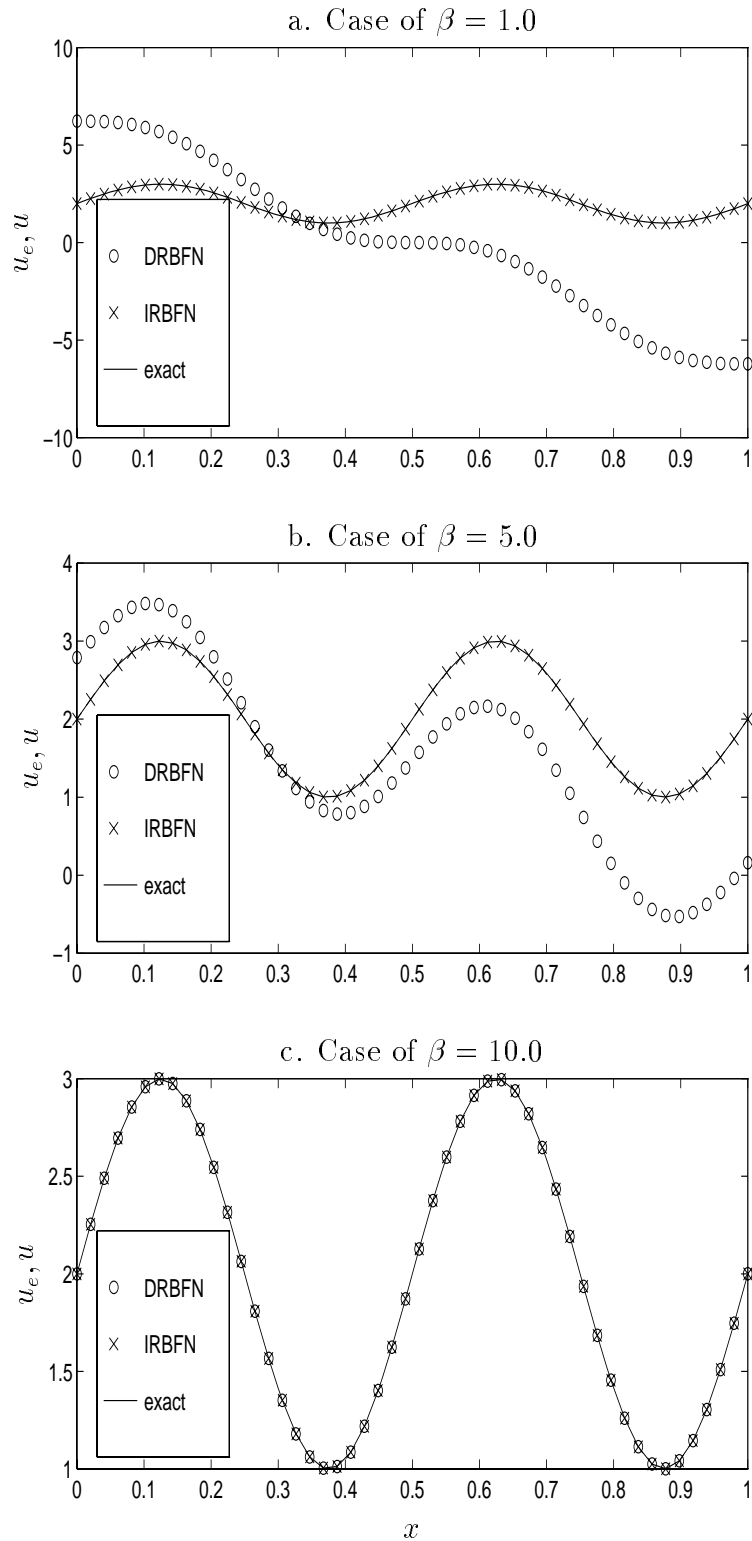 a. Case of β = 1.0
10
5
0
−5
−10
u_e, u
DRBFN
IRBFN
exact
0 0.1 0.2 0.3 0.4 0.5 0.6 0.7 0.8 0.9 1
b. Case of β = 5.0
4
3
2
1
0
−1
u_e, u
DRBFN
IRBFN
exact
0 0.1 0.2 0.3 0.4 0.5 0.6 0.7 0.8 0.9 1
c. Case of β = 10.0
3
2.5
2
1.5
1
u_e, u
DRBFN
IRBFN
exact
0 0.1 0.2 0.3 0.4 0.5 0.6 0.7 0.8 0.9 1
x